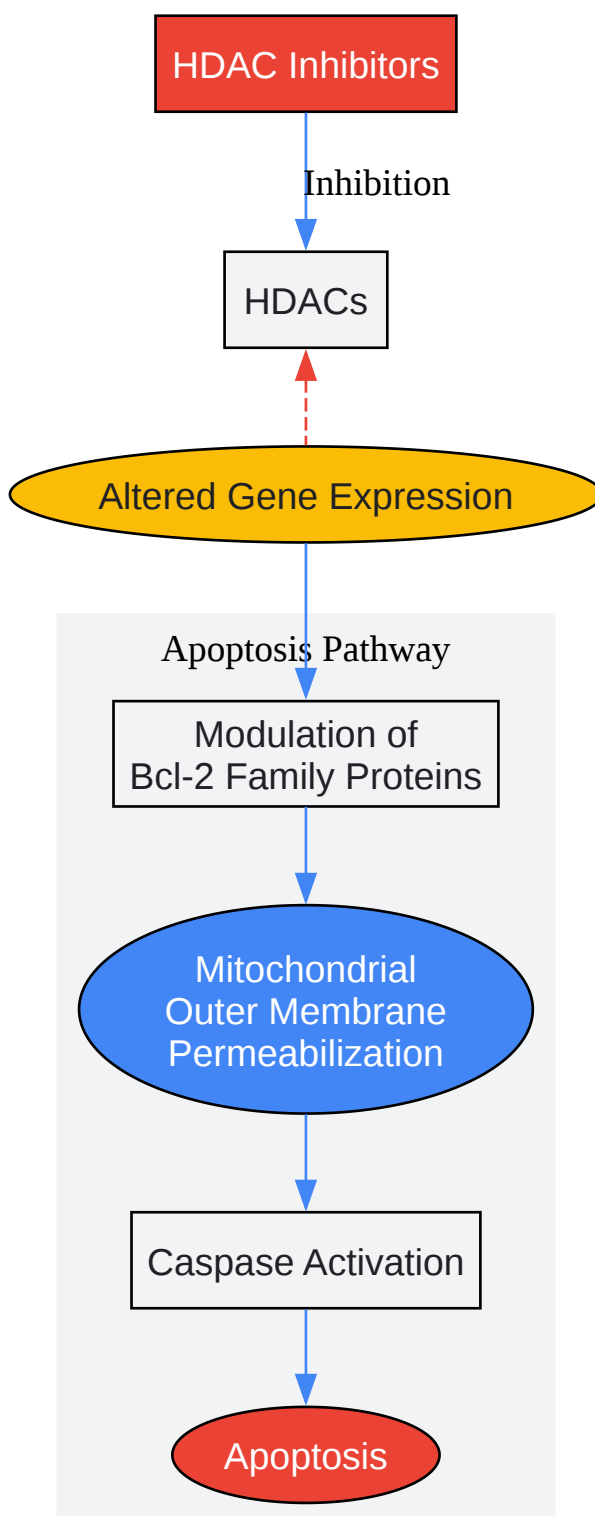 HDAC Inhibitors
Inhibition
HDACs
Altered Gene Expression
Apoptosis Pathway
Modulation of
Bcl-2 Family Proteins
Mitochondrial
Outer Membrane
Permeabilization
Caspase Activation
Apoptosis